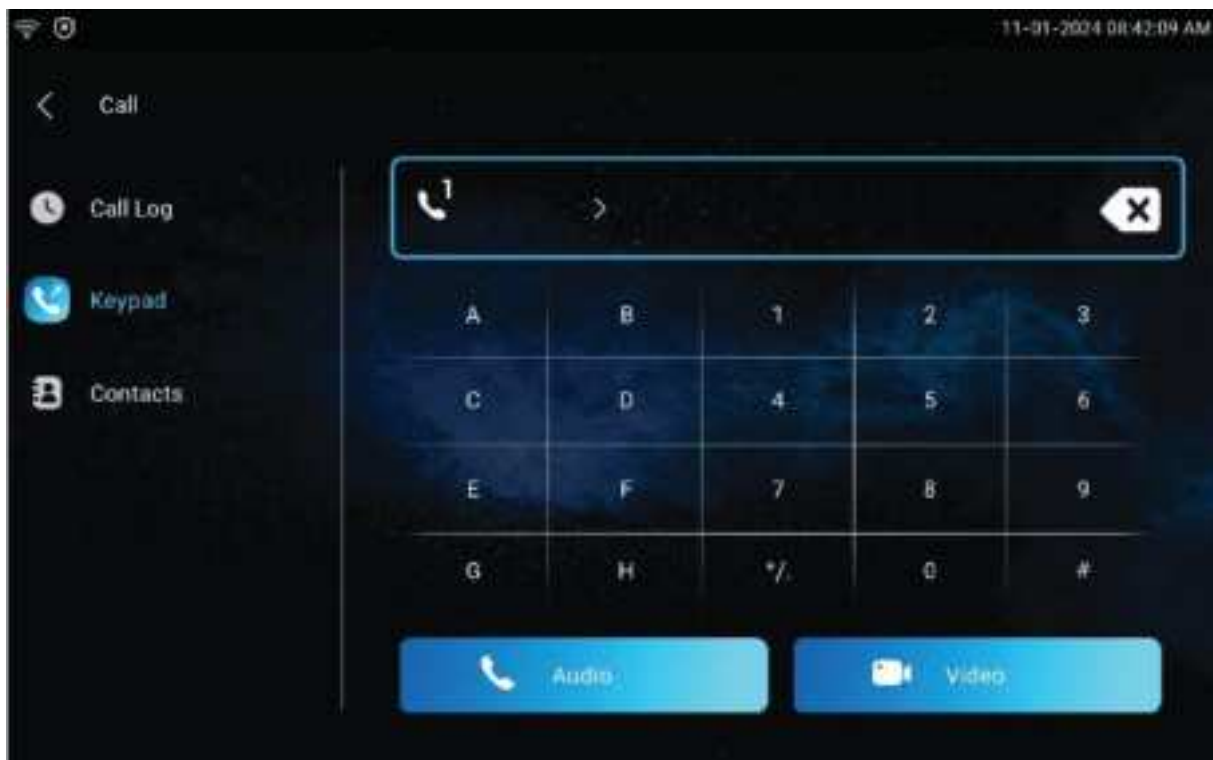 11-01-2024 08:42:09 AM
Call
1
>
Call Log
Keypad
Contacts
A B 1 2 3
C D 4 5 6
E F 7 8 9
G H */. 0 #
Audio Video